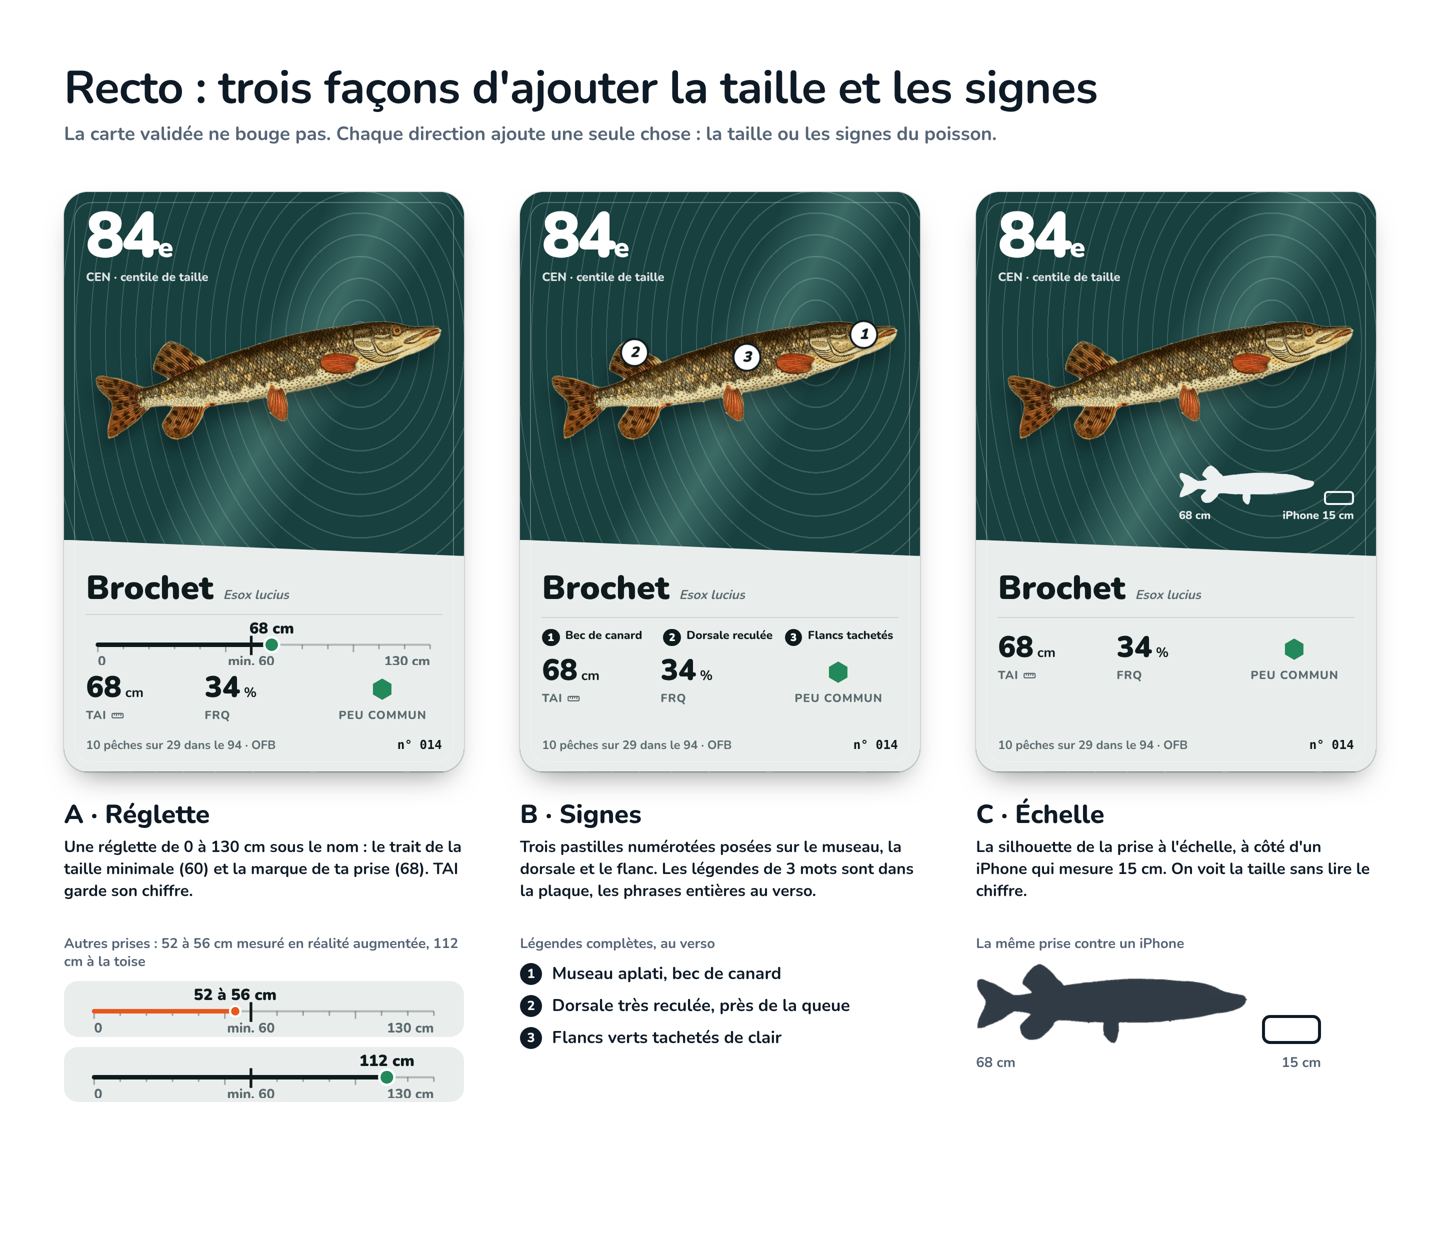 Recto : trois façons d'ajouter la taille et les signes
La carte validée ne bouge pas. Chaque direction ajoute une seule chose : la taille ou les signes du poisson.
84e
CEN · centile de taille
Brochet Esox lucius
68 cm
0 min. 60 130 cm
68 cm 34 %
TAI FRQ PEU COMMUN
10 pêches sur 29 dans le 94 · OFB n° 014
A · Réglette
Une réglette de 0 à 130 cm sous le nom : le trait de la
taille minimale (60) et la marque de ta prise (68). TAI
garde son chiffre.
Autres prises : 52 à 56 cm mesuré en réalité augmentée, 112
cm à la toise
52 à 56 cm
0 min. 60 130 cm
112 cm
0 min. 60 130 cm
84e
CEN · centile de taille
1
2
3
Brochet Esox lucius
1 Bec de canard 2 Dorsale reculée 3 Flancs tachetés
68 cm 34 %
TAI FRQ PEU COMMUN
10 pêches sur 29 dans le 94 · OFB n° 014
B · Signes
Trois pastilles numérotées posées sur le museau, la
dorsale et le flanc. Les légendes de 3 mots sont dans
la plaque, les phrases entières au verso.
Légendes complètes, au verso
1 Museau aplati, bec de canard
2 Dorsale très reculée, près de la queue
3 Flancs verts tachetés de clair
84e
CEN · centile de taille
68 cm iPhone 15 cm
Brochet Esox lucius
68 cm 34 %
TAI FRQ PEU COMMUN
10 pêches sur 29 dans le 94 · OFB n° 014
C · Échelle
La silhouette de la prise à l'échelle, à côté d'un
iPhone qui mesure 15 cm. On voit la taille sans lire le
chiffre.
La même prise contre un iPhone
68 cm 15 cm